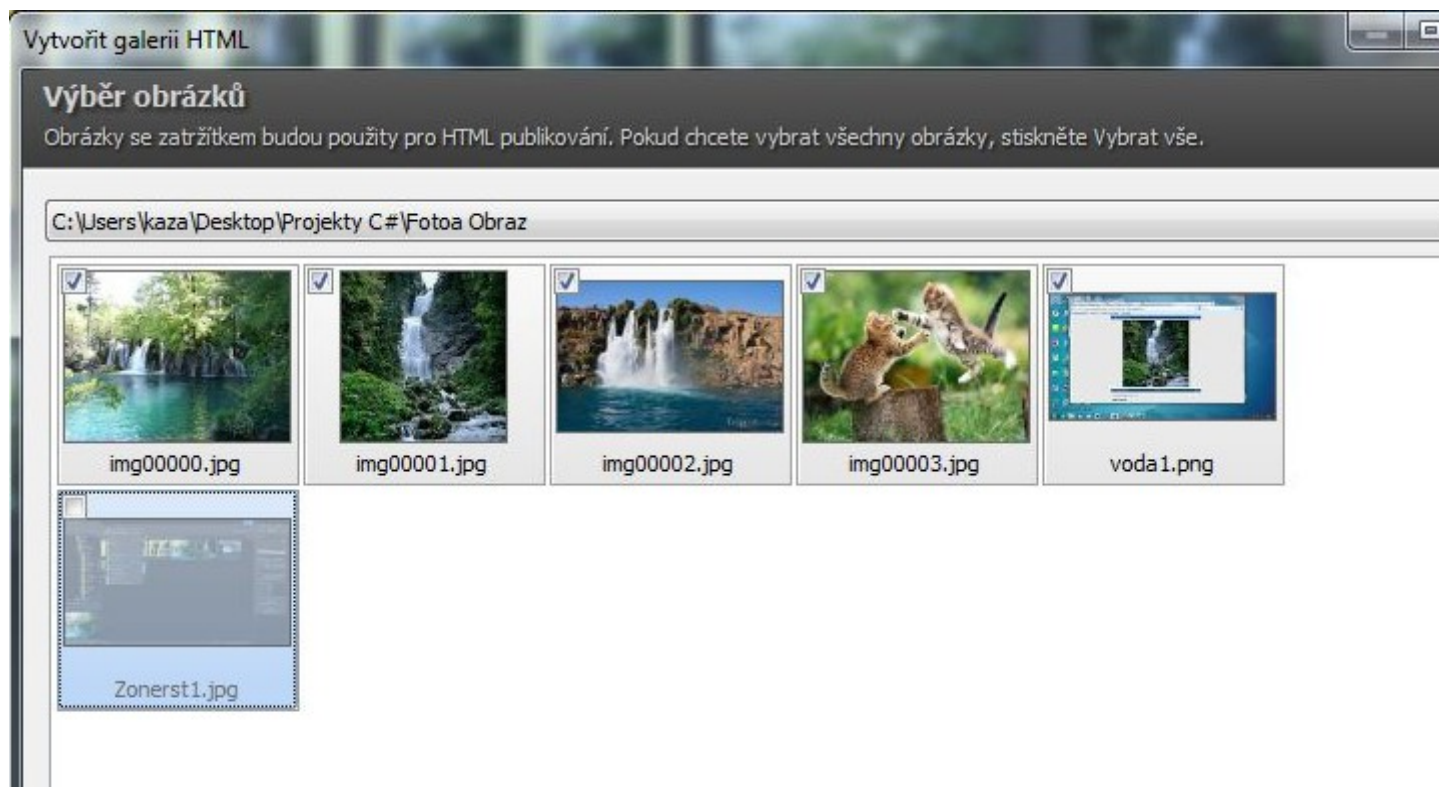 Vytvořit galerii HTML
Výběr obrázků
Obrázky se zatržítkem budou použity pro HTML publikování. Pokud chcete vybrat všechny obrázky, stiskněte Vybrat vše.
C:\Users\kaza\Desktop\Projekty C#\Fotoa Obraz
img00000.jpg
img00001.jpg
img00002.jpg
img00003.jpg
voda1.png
Zonerst1.jpg